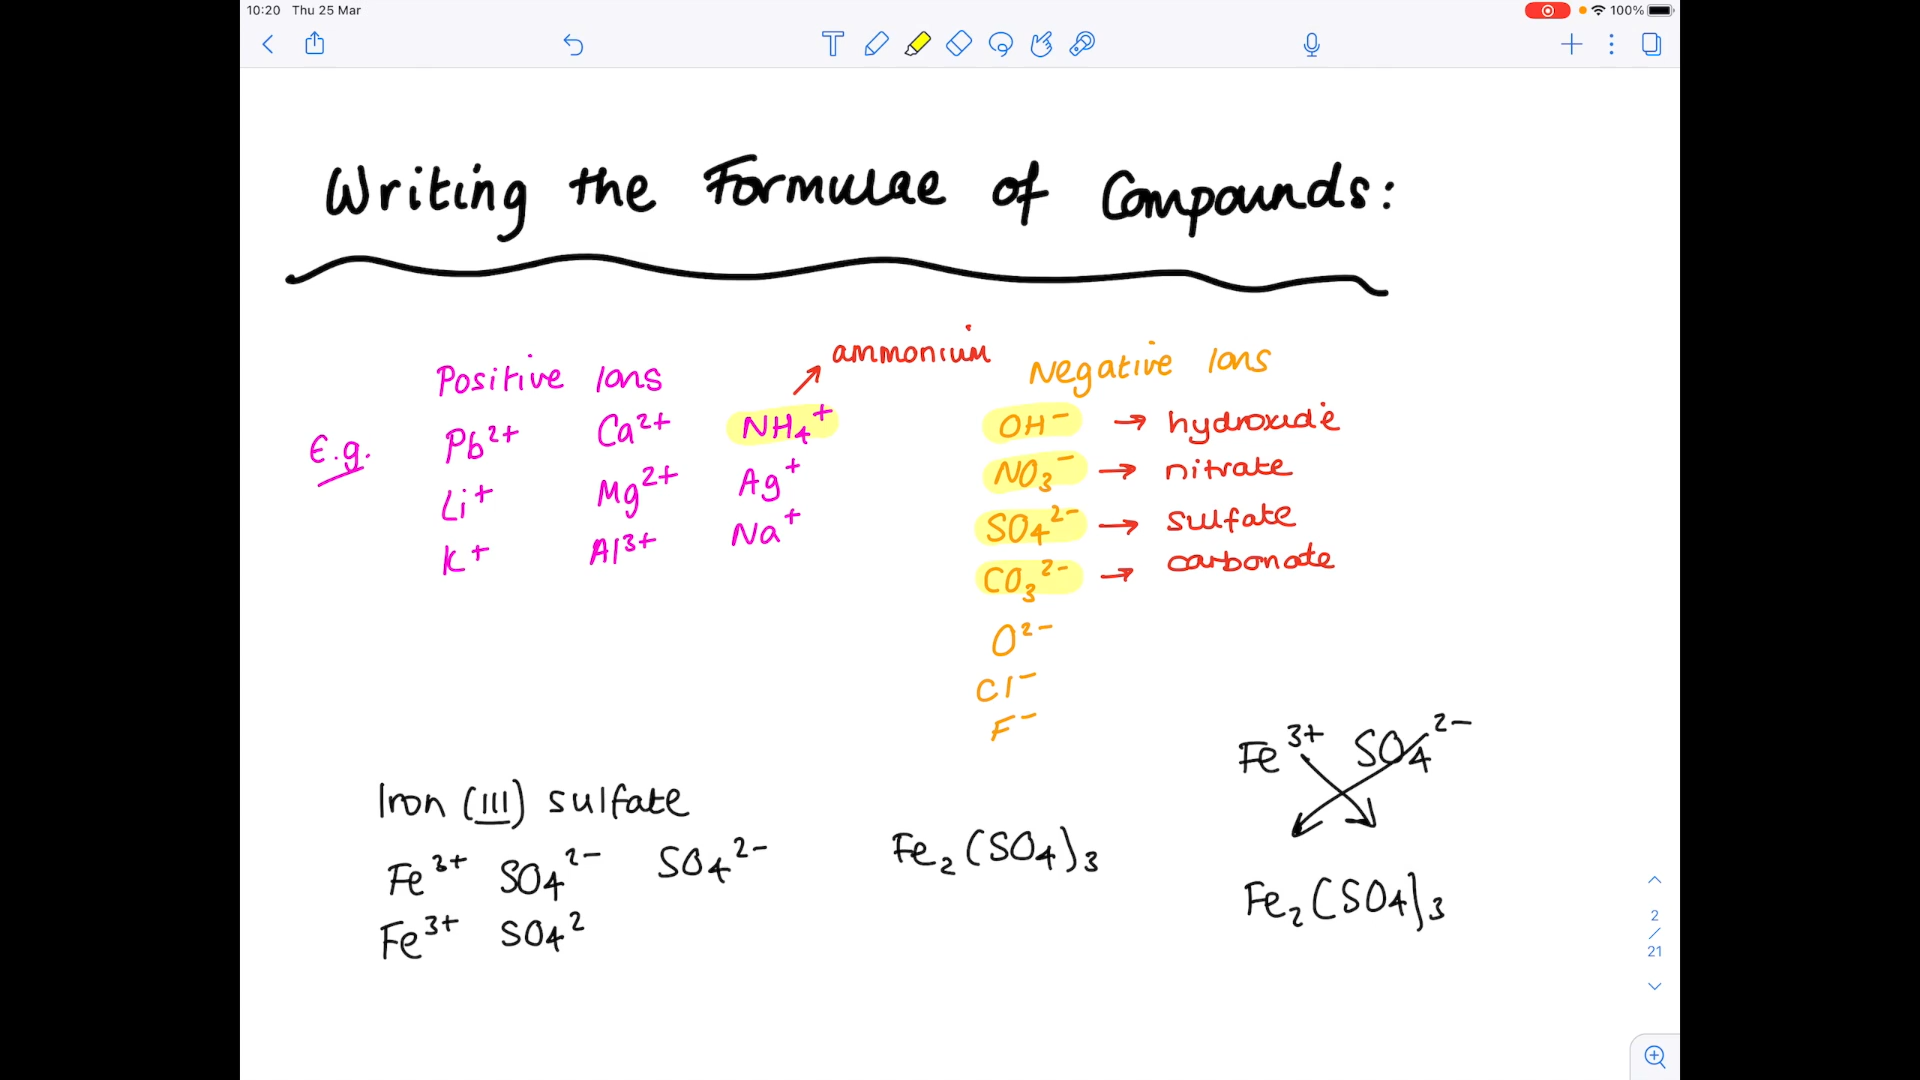 10:20 Thu 25 Mar
100%
Writing the Formulae of Compounds:
ammonium
Positive Ions
Negative Ions
E.g.
Pb²⁺ Ca²⁺ NH₄⁺
Li⁺ Mg²⁺ Ag⁺
K⁺ Al³⁺ Na⁺
OH⁻ → hydroxide
NO₃⁻ → nitrate
SO₄²⁻ → sulfate
CO₃²⁻ → carbonate
O²⁻
Cl⁻
F⁻
Iron (III) sulfate
Fe³⁺ SO₄²⁻ SO₄²⁻
Fe³⁺ SO₄²
Fe₂(SO₄)₃
Fe³⁺ SO₄²⁻
Fe₂(SO₄)₃
2
/
21